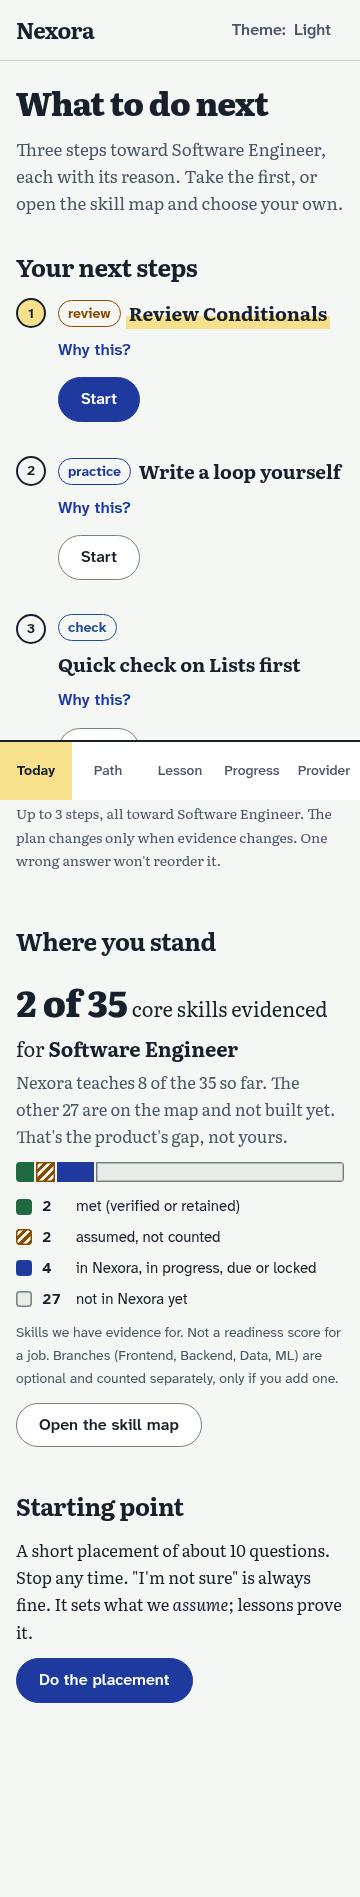 Nexora
Theme: Light
What to do next
Three steps toward Software Engineer,
each with its reason. Take the first, or
open the skill map and choose your own.
Your next steps
1 review Review Conditionals
Why this?
Start
2 practice Write a loop yourself
Why this?
Start
3 check
Quick check on Lists first
Why this?
Today Path Lesson Progress Provider
Up to 3 steps, all toward Software Engineer. The
plan changes only when evidence changes. One
wrong answer won't reorder it.
Where you stand
2 of 35 core skills evidenced
for Software Engineer
Nexora teaches 8 of the 35 so far. The
other 27 are on the map and not built yet.
That's the product's gap, not yours.
2 met (verified or retained)
2 assumed, not counted
4 in Nexora, in progress, due or locked
27 not in Nexora yet
Skills we have evidence for. Not a readiness score for
a job. Branches (Frontend, Backend, Data, ML) are
optional and counted separately, only if you add one.
Open the skill map
Starting point
A short placement of about 10 questions.
Stop any time. "I'm not sure" is always
fine. It sets what we assume; lessons prove
it.
Do the placement